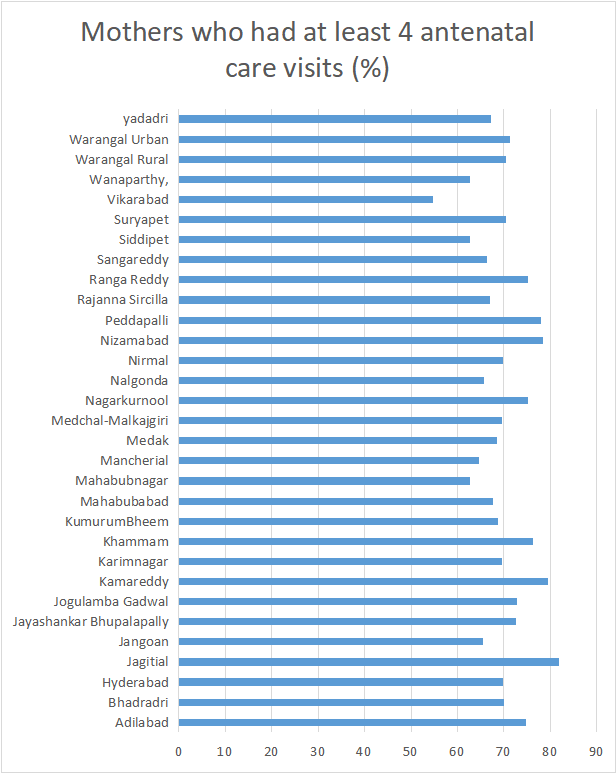 Mothers who had at least 4 antenatal
care visits (%)
yadadri
Warangal Urban
Warangal Rural
Wanaparthy,
Vikarabad
Suryapet
Siddipet
Sangareddy
Ranga Reddy
Rajanna Sircilla
Peddapalli
Nizamabad
Nirmal
Nalgonda
Nagarkurnool
Medchal-Malkajgiri
Medak
Mancherial
Mahabubnagar
Mahabubabad
KumurumBheem
Khammam
Karimnagar
Kamareddy
Jogulamba Gadwal
Jayashankar Bhupalapally
Jangoan
Jagitial
Hyderabad
Bhadradri
Adilabad
0 10 20 30 40 50 60 70 80 90